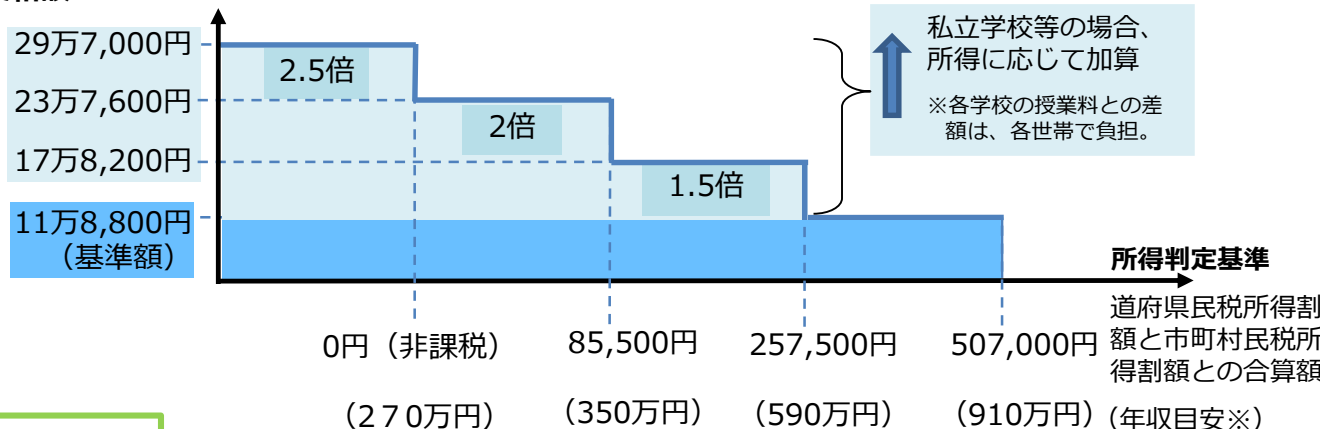 29万7,000円
23万7,600円
17万8,200円
11万8,800円
（基準額）
2.5倍
2倍
1.5倍
私立学校等の場合、
所得に応じて加算
※各学校の授業料との差
額は、各世帯で負担。
所得判定基準
道府県民税所得割
額と市町村民税所
得割額との合算額
（年収目安※）
0円（非課税）
85,500円
257,500円
507,000円
（２７０万円）
（350万円）
（590万円）
（910万円）